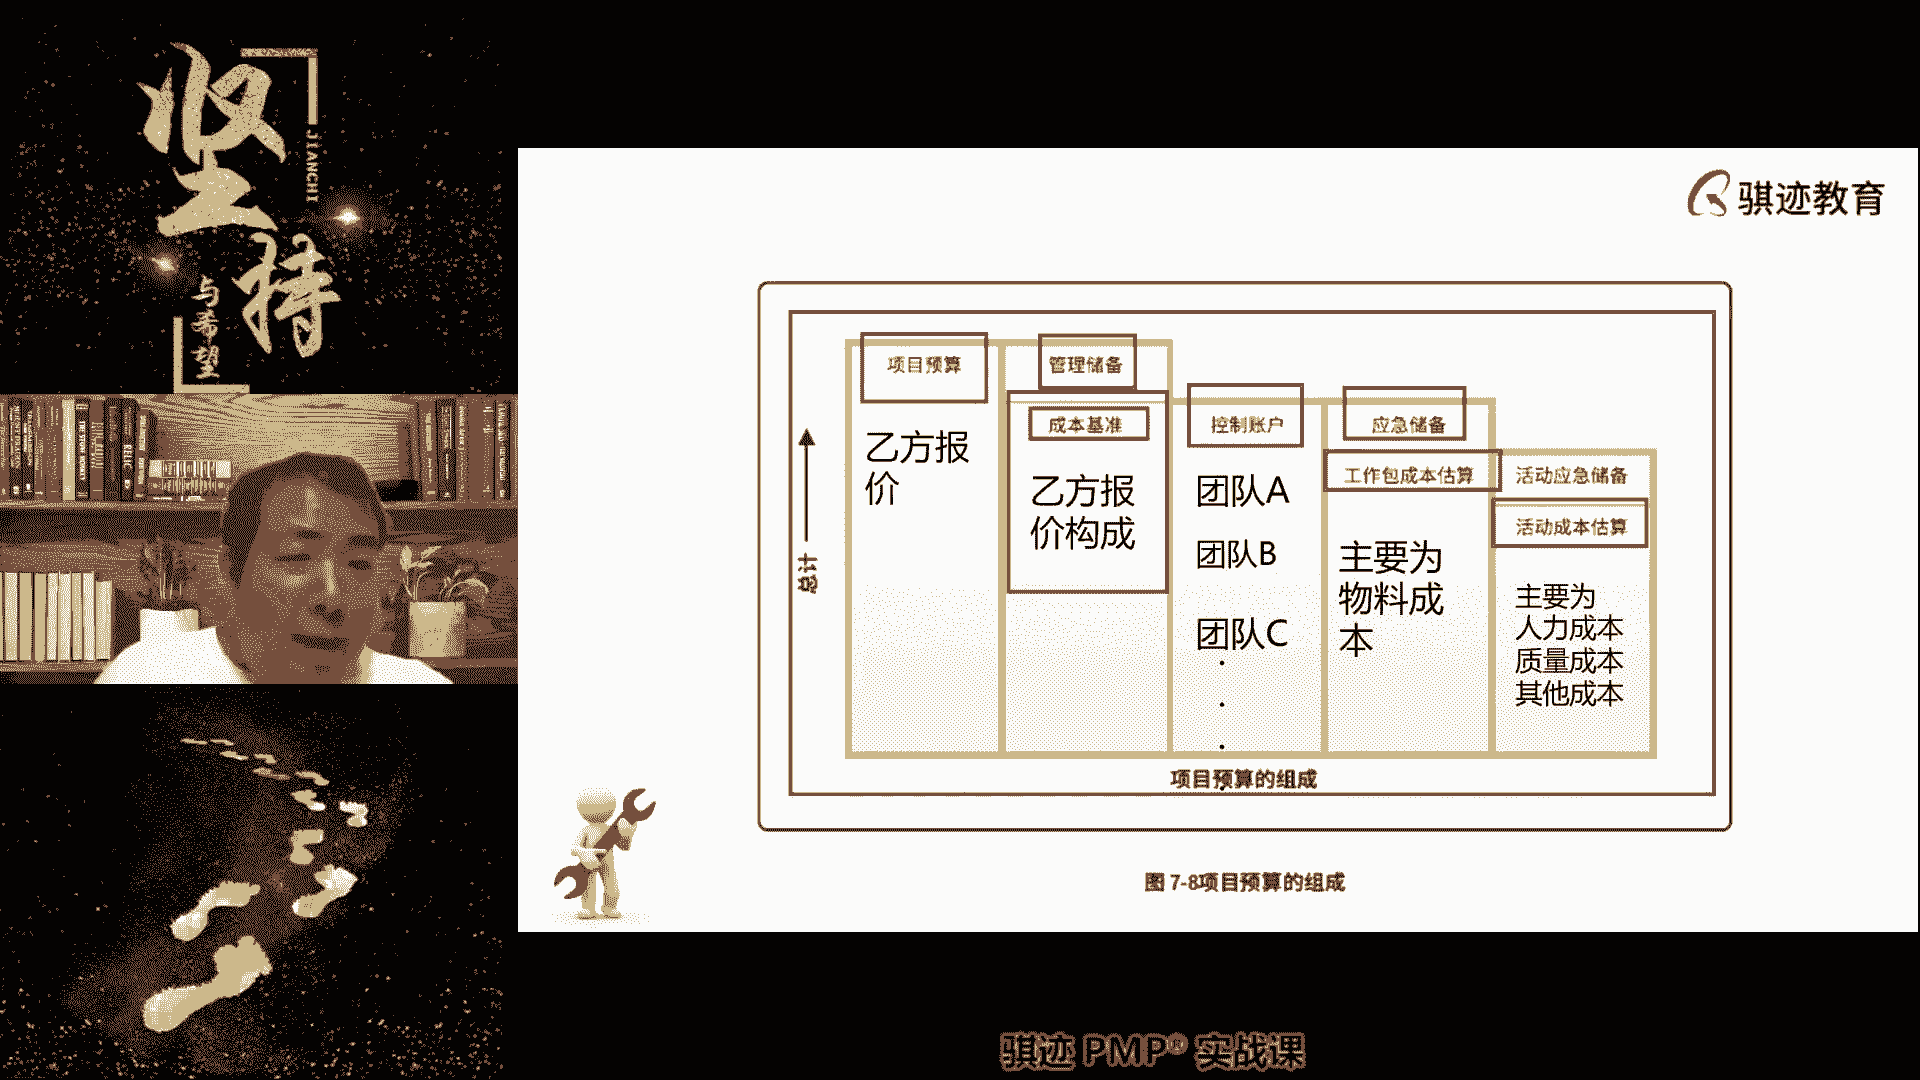 坚持
JIANCHI
与希望
骐迹教育
项目预算
乙方报
价
管理储备
成本基准
乙方报
价构成
控制账户
团队A
团队B
团队C
应急储备
工作包成本估算
主要为
物料成
本
活动应急储备
活动成本估算
主要为
人力成本
质量成本
其他成本
总计
项目预算的组成
图 7-8项目预算的组成
骐迹 PMP® 实战课